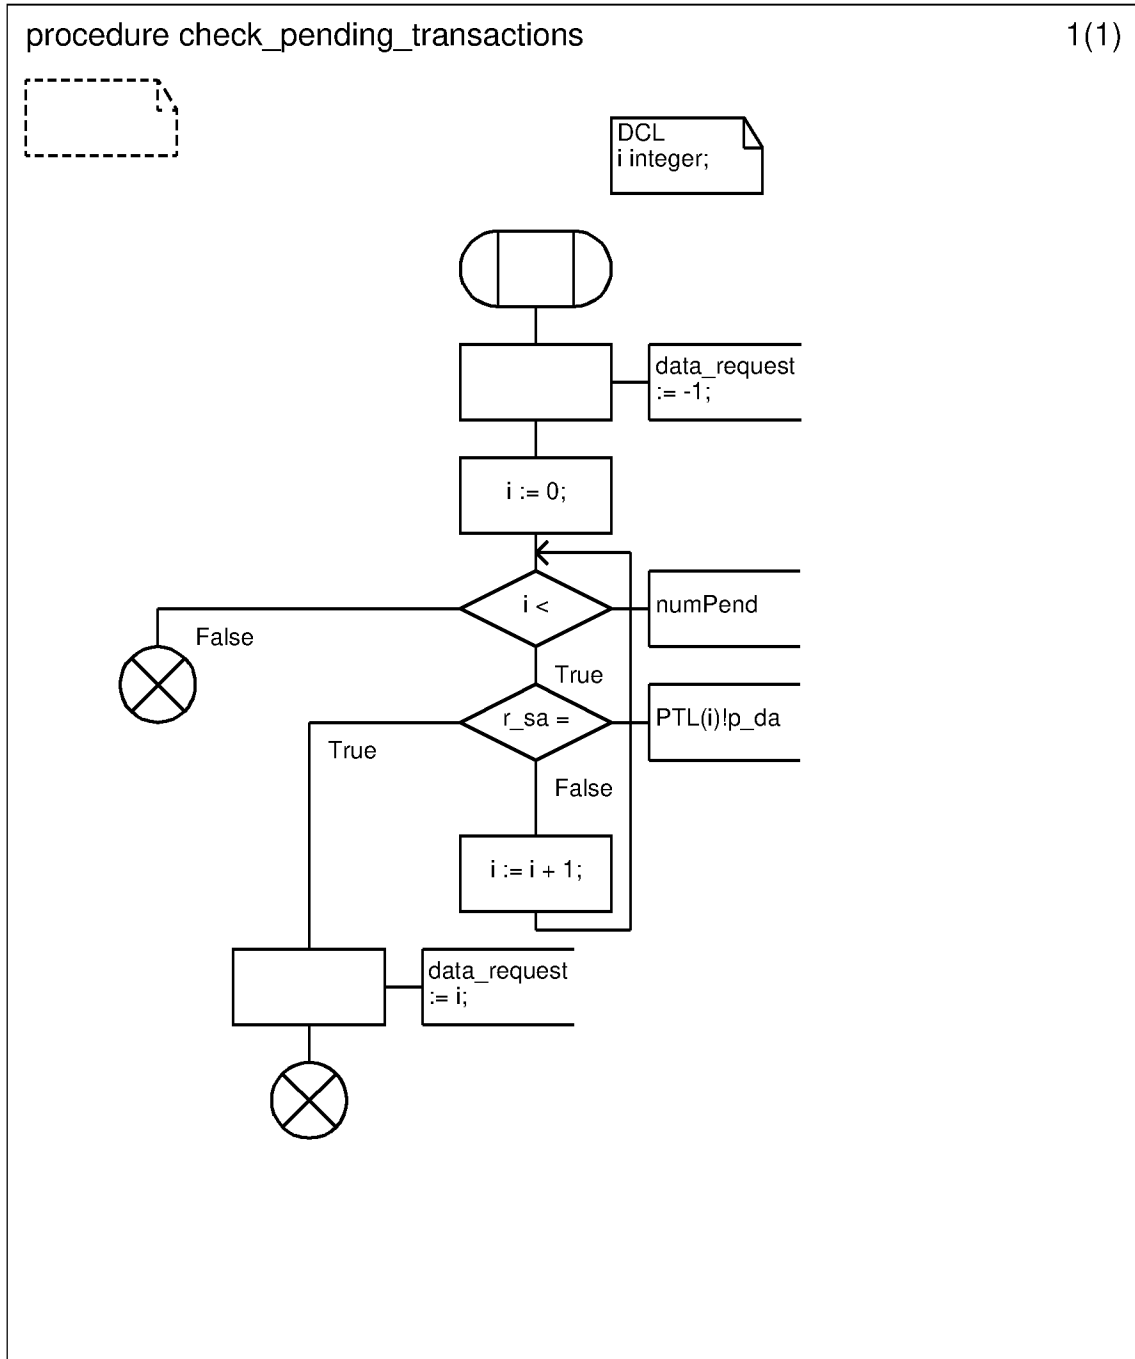 procedure check_pending_transactions
1(1)
DCL
i integer;
data_request
:= -1;
i := 0;
i <
numPend
False
True
r_sa =
PTL(i)!p_da
True
False
i := i + 1;
data_request
:= i;